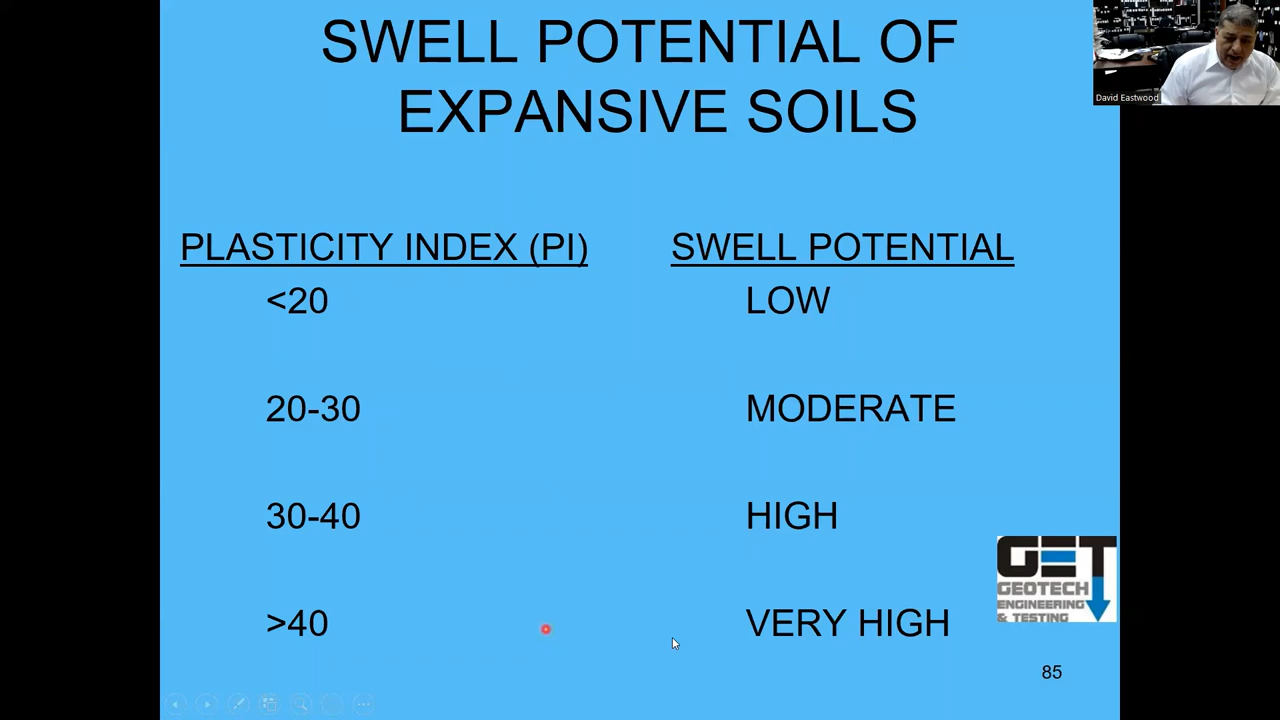 SWELL POTENTIAL OF
EXPANSIVE SOILS
David Eastwood
PLASTICITY INDEX (PI) SWELL POTENTIAL
<20 LOW
20-30 MODERATE
30-40 HIGH
>40 VERY HIGH
GET
GEOTECH
ENGINEERING
& TESTING
85